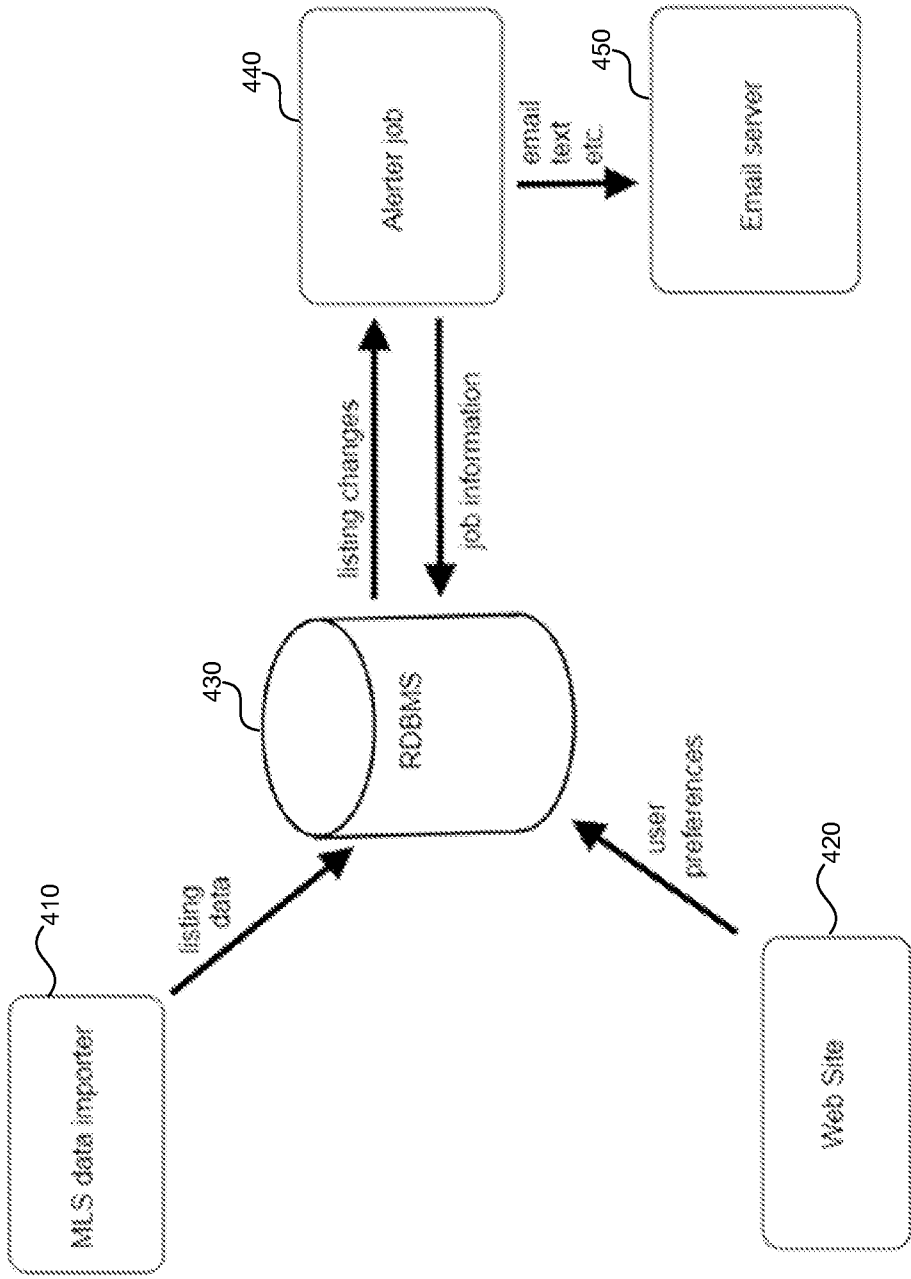 440
Alerter job
450
email
text
etc.
Email server
listing changes
job information
430
RDBMS
410
listing
data
MLS data importer
user
preferences
420
Web Site